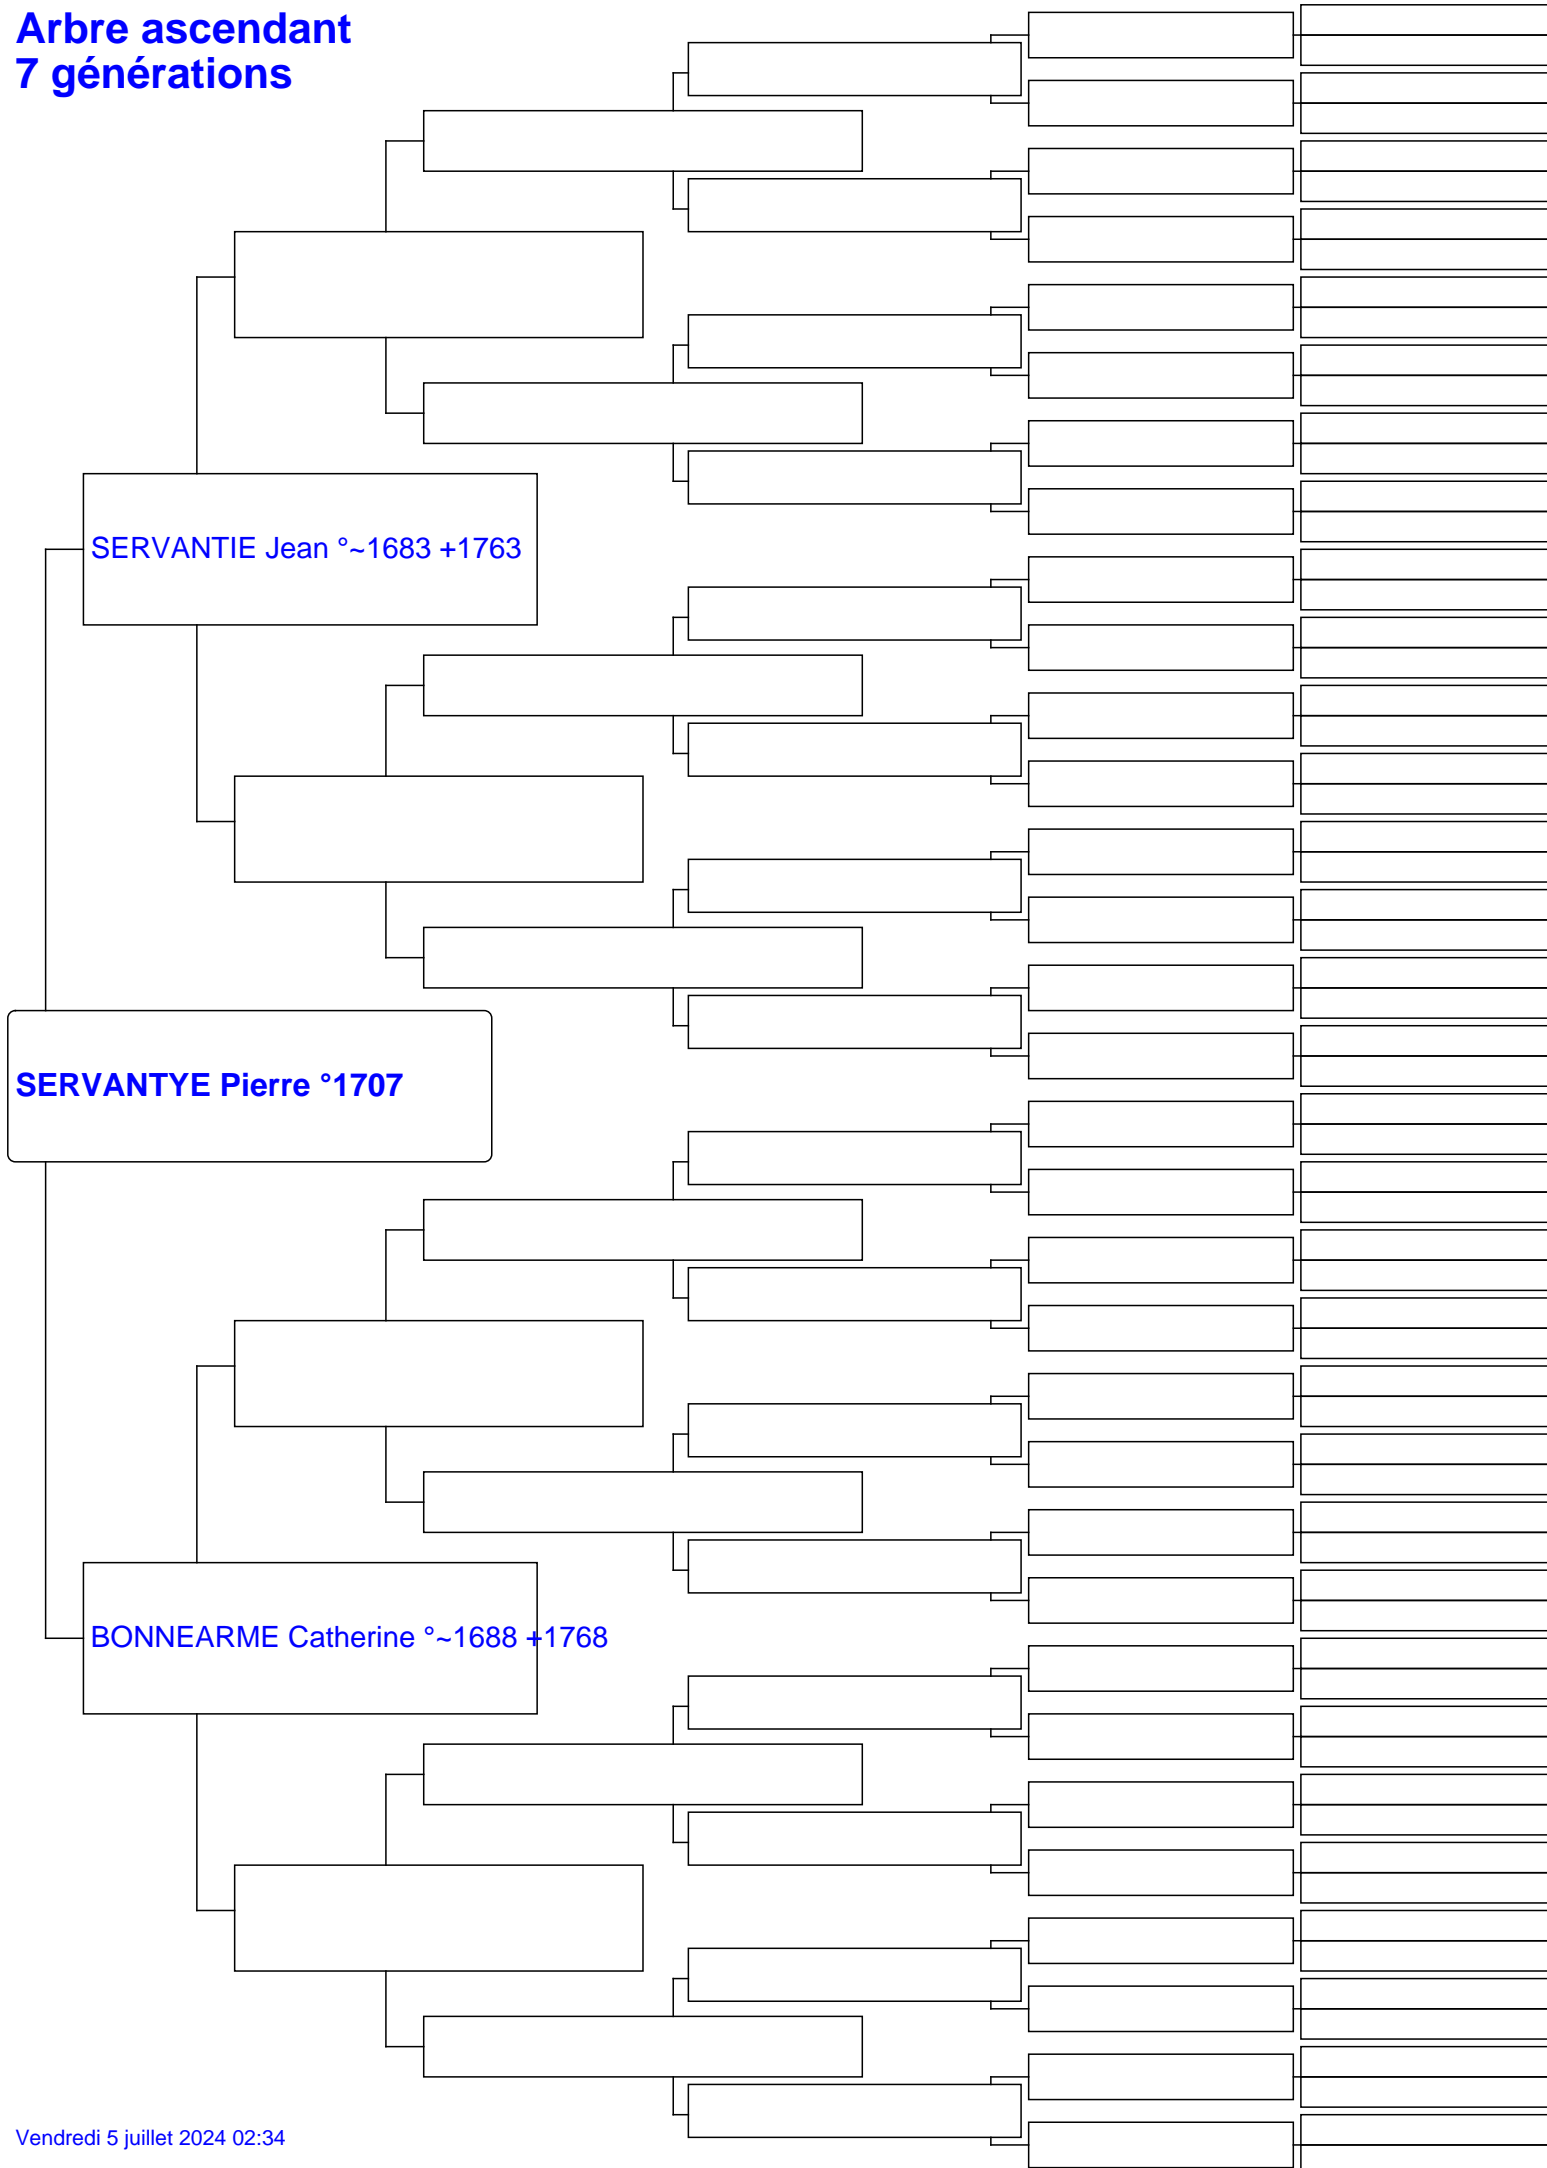 Arbre ascendant
7 générations
SERVANTIE Jean °~1683 +1763
SERVANTYE Pierre °1707
BONNEARME Catherine °~1688 +1768
Vendredi 5 juillet 2024 02:34